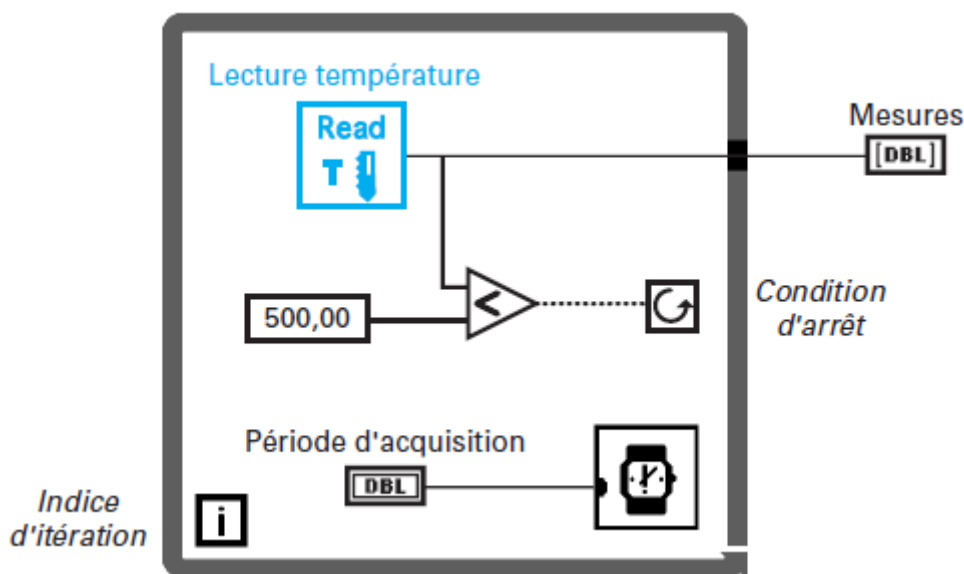 Lecture température
Read
T
Mesures
[DBL]
<
500,00
Condition
d'arrêt
Période d'acquisition
DBL
Indice
d'itération
i